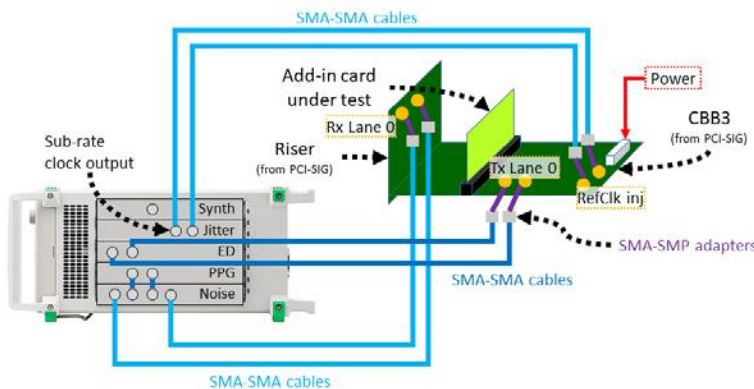 SMA-SMA cables
Add-in card
under test
Power
Rx Lane 0
CBB3
(from PCI-SIG)
Sub-rate
clock output
Riser
(from PCI-SIG)
Tx Lane 0
RefClk inj
Synth
Jitter
ED
PPG
Noise
SMA-SMP adapters
SMA-SMA cables
SMA-SMA cables